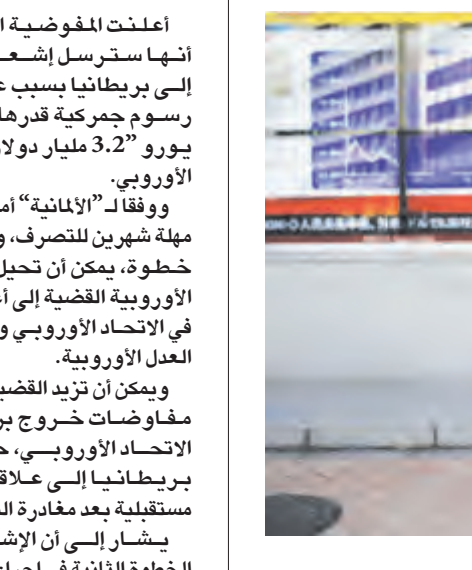 أعلنت المفوضية ا
أنها سترسل إشعـ
إلى بريطانيا بسبب ع
رسوم جمركية قدرها
يورو "3.2 مليار دولا
الأوروبي.
ووفقا لـ "الألمانية" أم
مهلة شهرين للتصرف، و
خطوة، يمكن أن تحيل
الأوروبية القضية إلى أع
في الاتحاد الأوروبي و
العدل الأوروبية.
ويمكن أن تزيد القضي
مفاوضات خروج بر
الاتحاد الأوروبي، ح
بريطانيا إلى علاق
مستقبلية بعد مغادرة ال
يشار إلى أن الإش